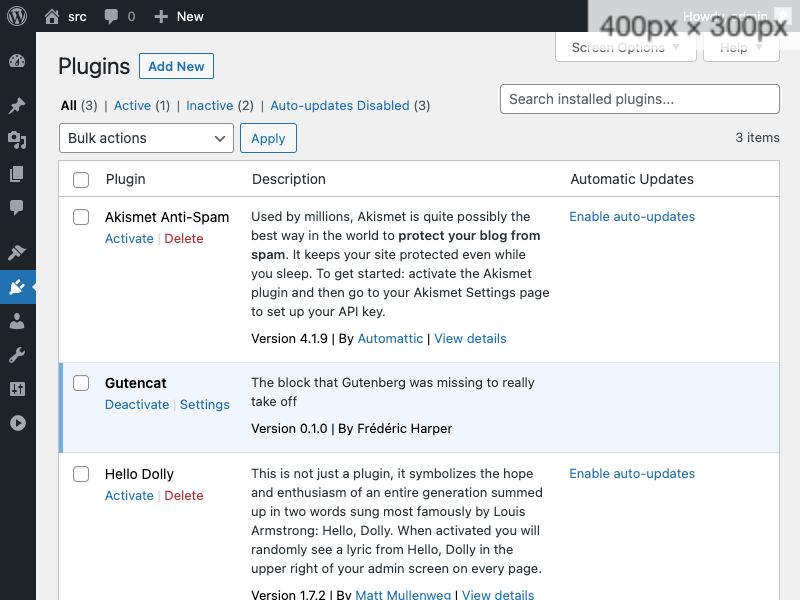 src
0
New
Howdy, admin
400px × 300px
Screen Options
Help
Plugins
Add New
All (3) | Active (1) | Inactive (2) | Auto-updates Disabled (3)
Search installed plugins...
Bulk actions
Apply
3 items
Plugin
Description
Automatic Updates
Akismet Anti-Spam
Activate | Delete
Used by millions, Akismet is quite possibly the
best way in the world to protect your blog from
spam. It keeps your site protected even while
you sleep. To get started: activate the Akismet
plugin and then go to your Akismet Settings page
to set up your API key.
Version 4.1.9 | By Automattic | View details
Enable auto-updates
Gutencat
Deactivate | Settings
The block that Gutenberg was missing to really
take off
Version 0.1.0 | By Frédéric Harper
Hello Dolly
Activate | Delete
This is not just a plugin, it symbolizes the hope
and enthusiasm of an entire generation summed
up in two words sung most famously by Louis
Armstrong: Hello, Dolly. When activated you will
randomly see a lyric from Hello, Dolly in the
upper right of your admin screen on every page.
Version 1.7.2 | By Matt Mullenweg | View details
Enable auto-updates